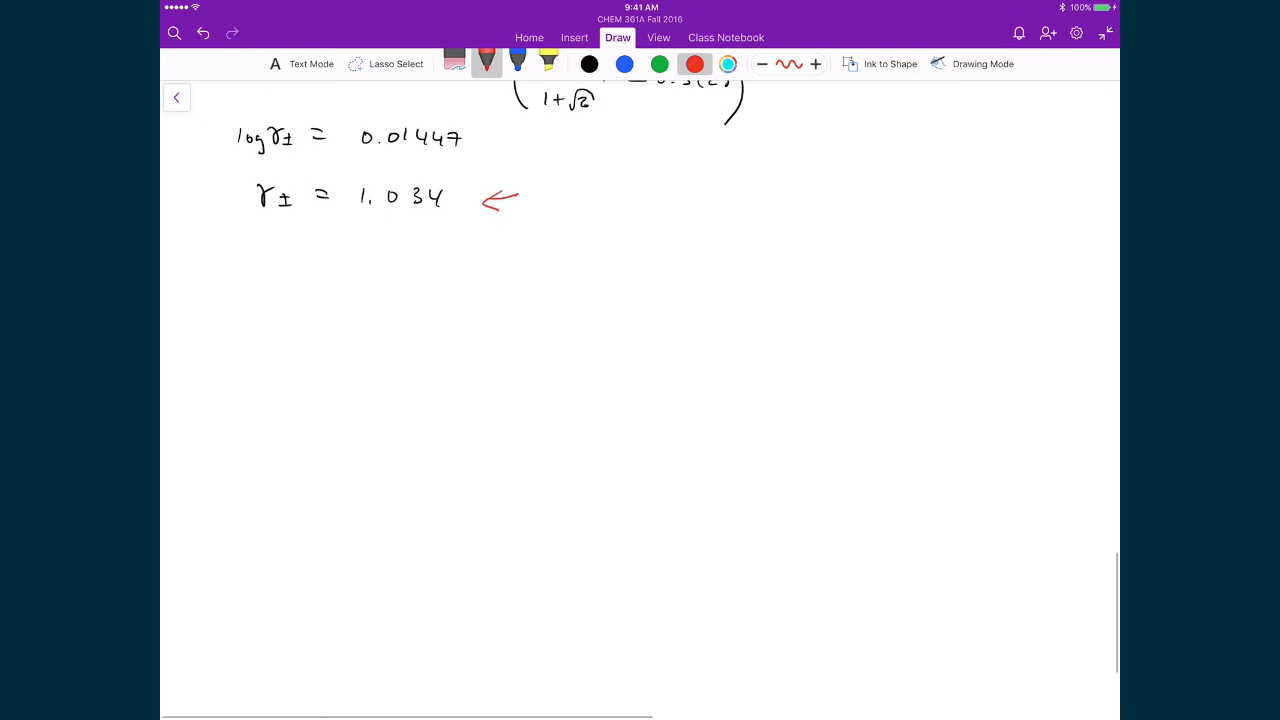 9:41 AM
100%
CHEM 361A Fall 2016
Home Insert Draw View Class Notebook
A Text Mode Lasso Select Ink to Shape Drawing Mode
1+√2
log γ± = 0.01447
γ± = 1.034 ←